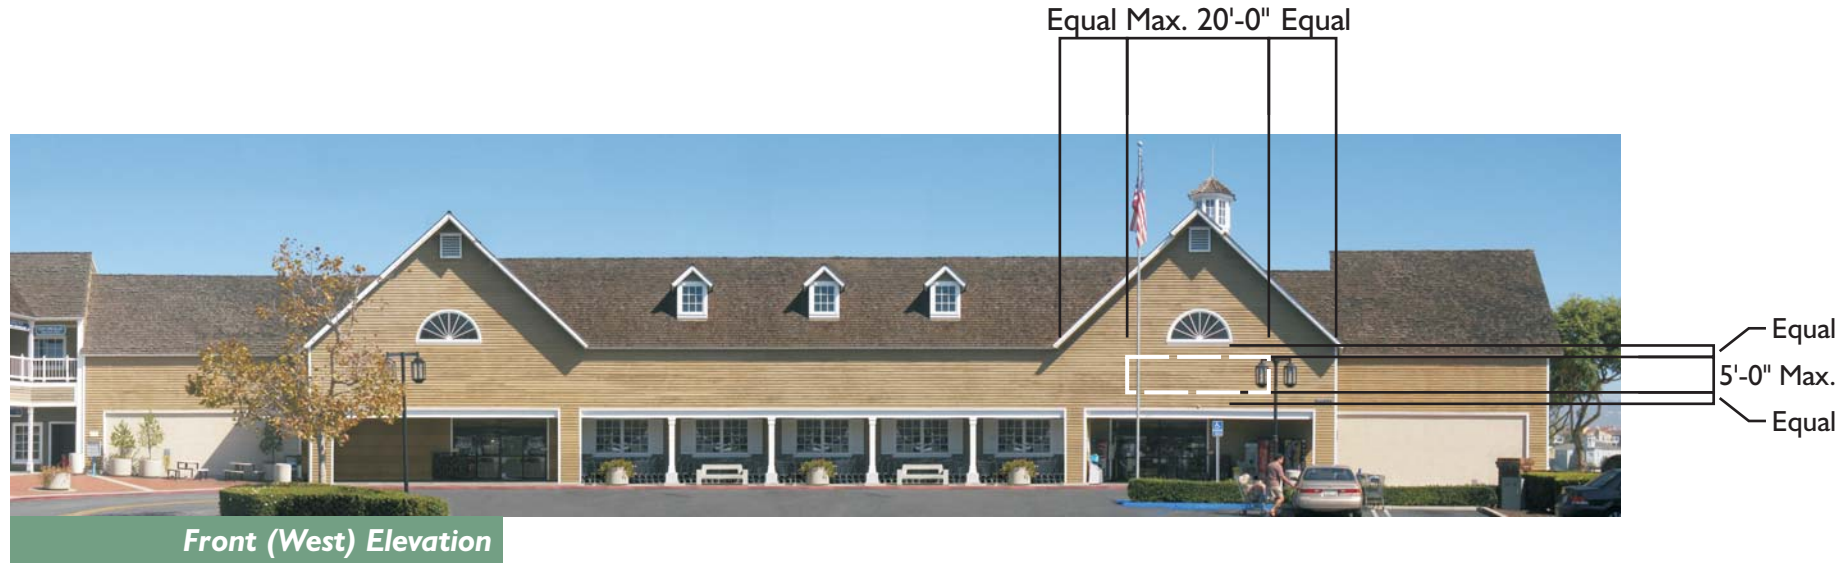 Equal Max. 20'-0" Equal
Equal
5'-0" Max.
Equal
Front (West) Elevation